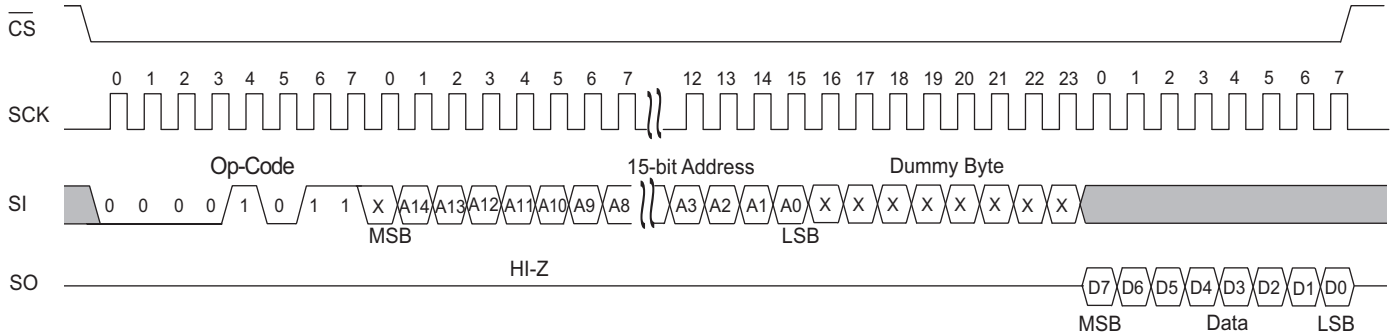 CS
0 1 2 3 4 5 6 7 0 1 2 3 4 5 6 7 12 13 14 15 16 17 18 19 20 21 22 23 0 1 2 3 4 5 6 7
SCK
Op-Code 15-bit Address Dummy Byte
SI 0 0 0 0 1 0 1 1 X A14 A13 A12 A11 A10 A9 A8 A3 A2 A1 A0 X X X X X X X X
MSB LSB
HI-Z
SO D7 D6 D5 D4 D3 D2 D1 D0
MSB Data LSB